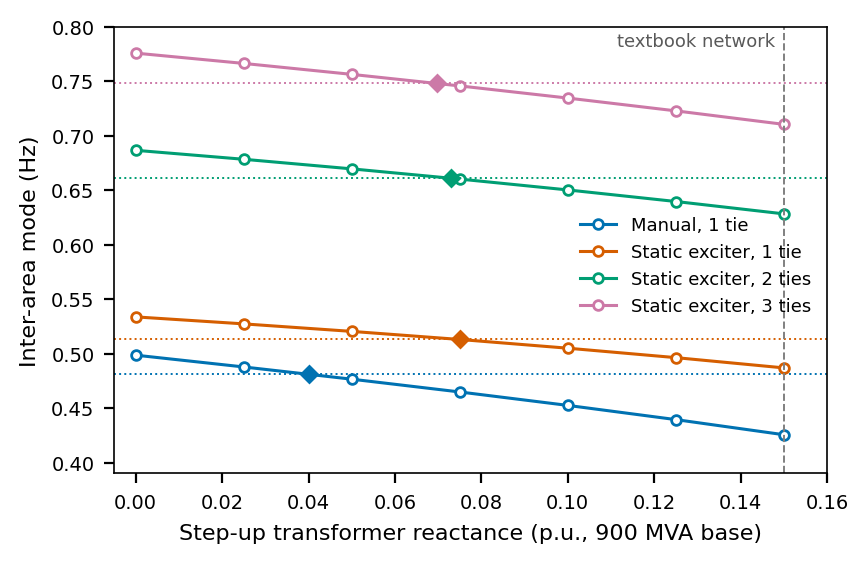 0.80
0.75
0.70
0.65
0.60
0.55
0.50
0.45
0.40
Inter-area mode (Hz)
textbook network
Manual, 1 tie
Static exciter, 1 tie
Static exciter, 2 ties
Static exciter, 3 ties
0.00 0.02 0.04 0.06 0.08 0.10 0.12 0.14 0.16
Step-up transformer reactance (p.u., 900 MVA base)